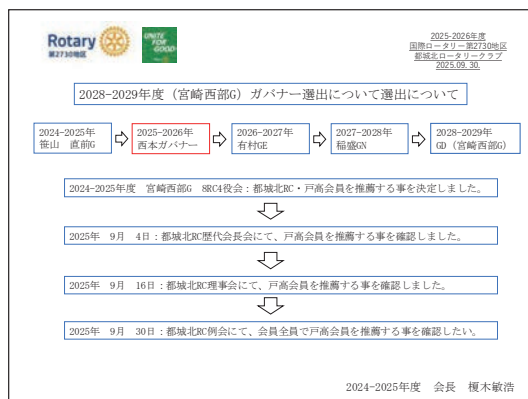 Rotary
第2730地区
UNITE
FOR
GOOD
2025-2026年度
国際ロータリー第2730地区
都城北ロータリークラブ
2025.09.30.
2028-2029年度（宮崎西部G）ガバナー選出について選出について
2024-2025年
笹山　直前G
2025-2026年
西本ガバナー
2026-2027年
有村GE
2027-2028年
稲盛GN
2028-2029年
GD（宮崎西部G）
2024-2025年度　宮崎西部G　8RC4役会：都城北RC・戸高会員を推薦する事を決定しました。
2025年　9月　4日：都城北RC歴代会長会にて、戸高会員を推薦する事を確認しました。
2025年　9月　16日：都城北RC理事会にて、戸高会員を推薦する事を確認しました。
2025年　9月　30日：都城北RC例会にて、会員全員で戸高会員を推薦する事を確認したい。
2024-2025年度　会長　榎木敏浩